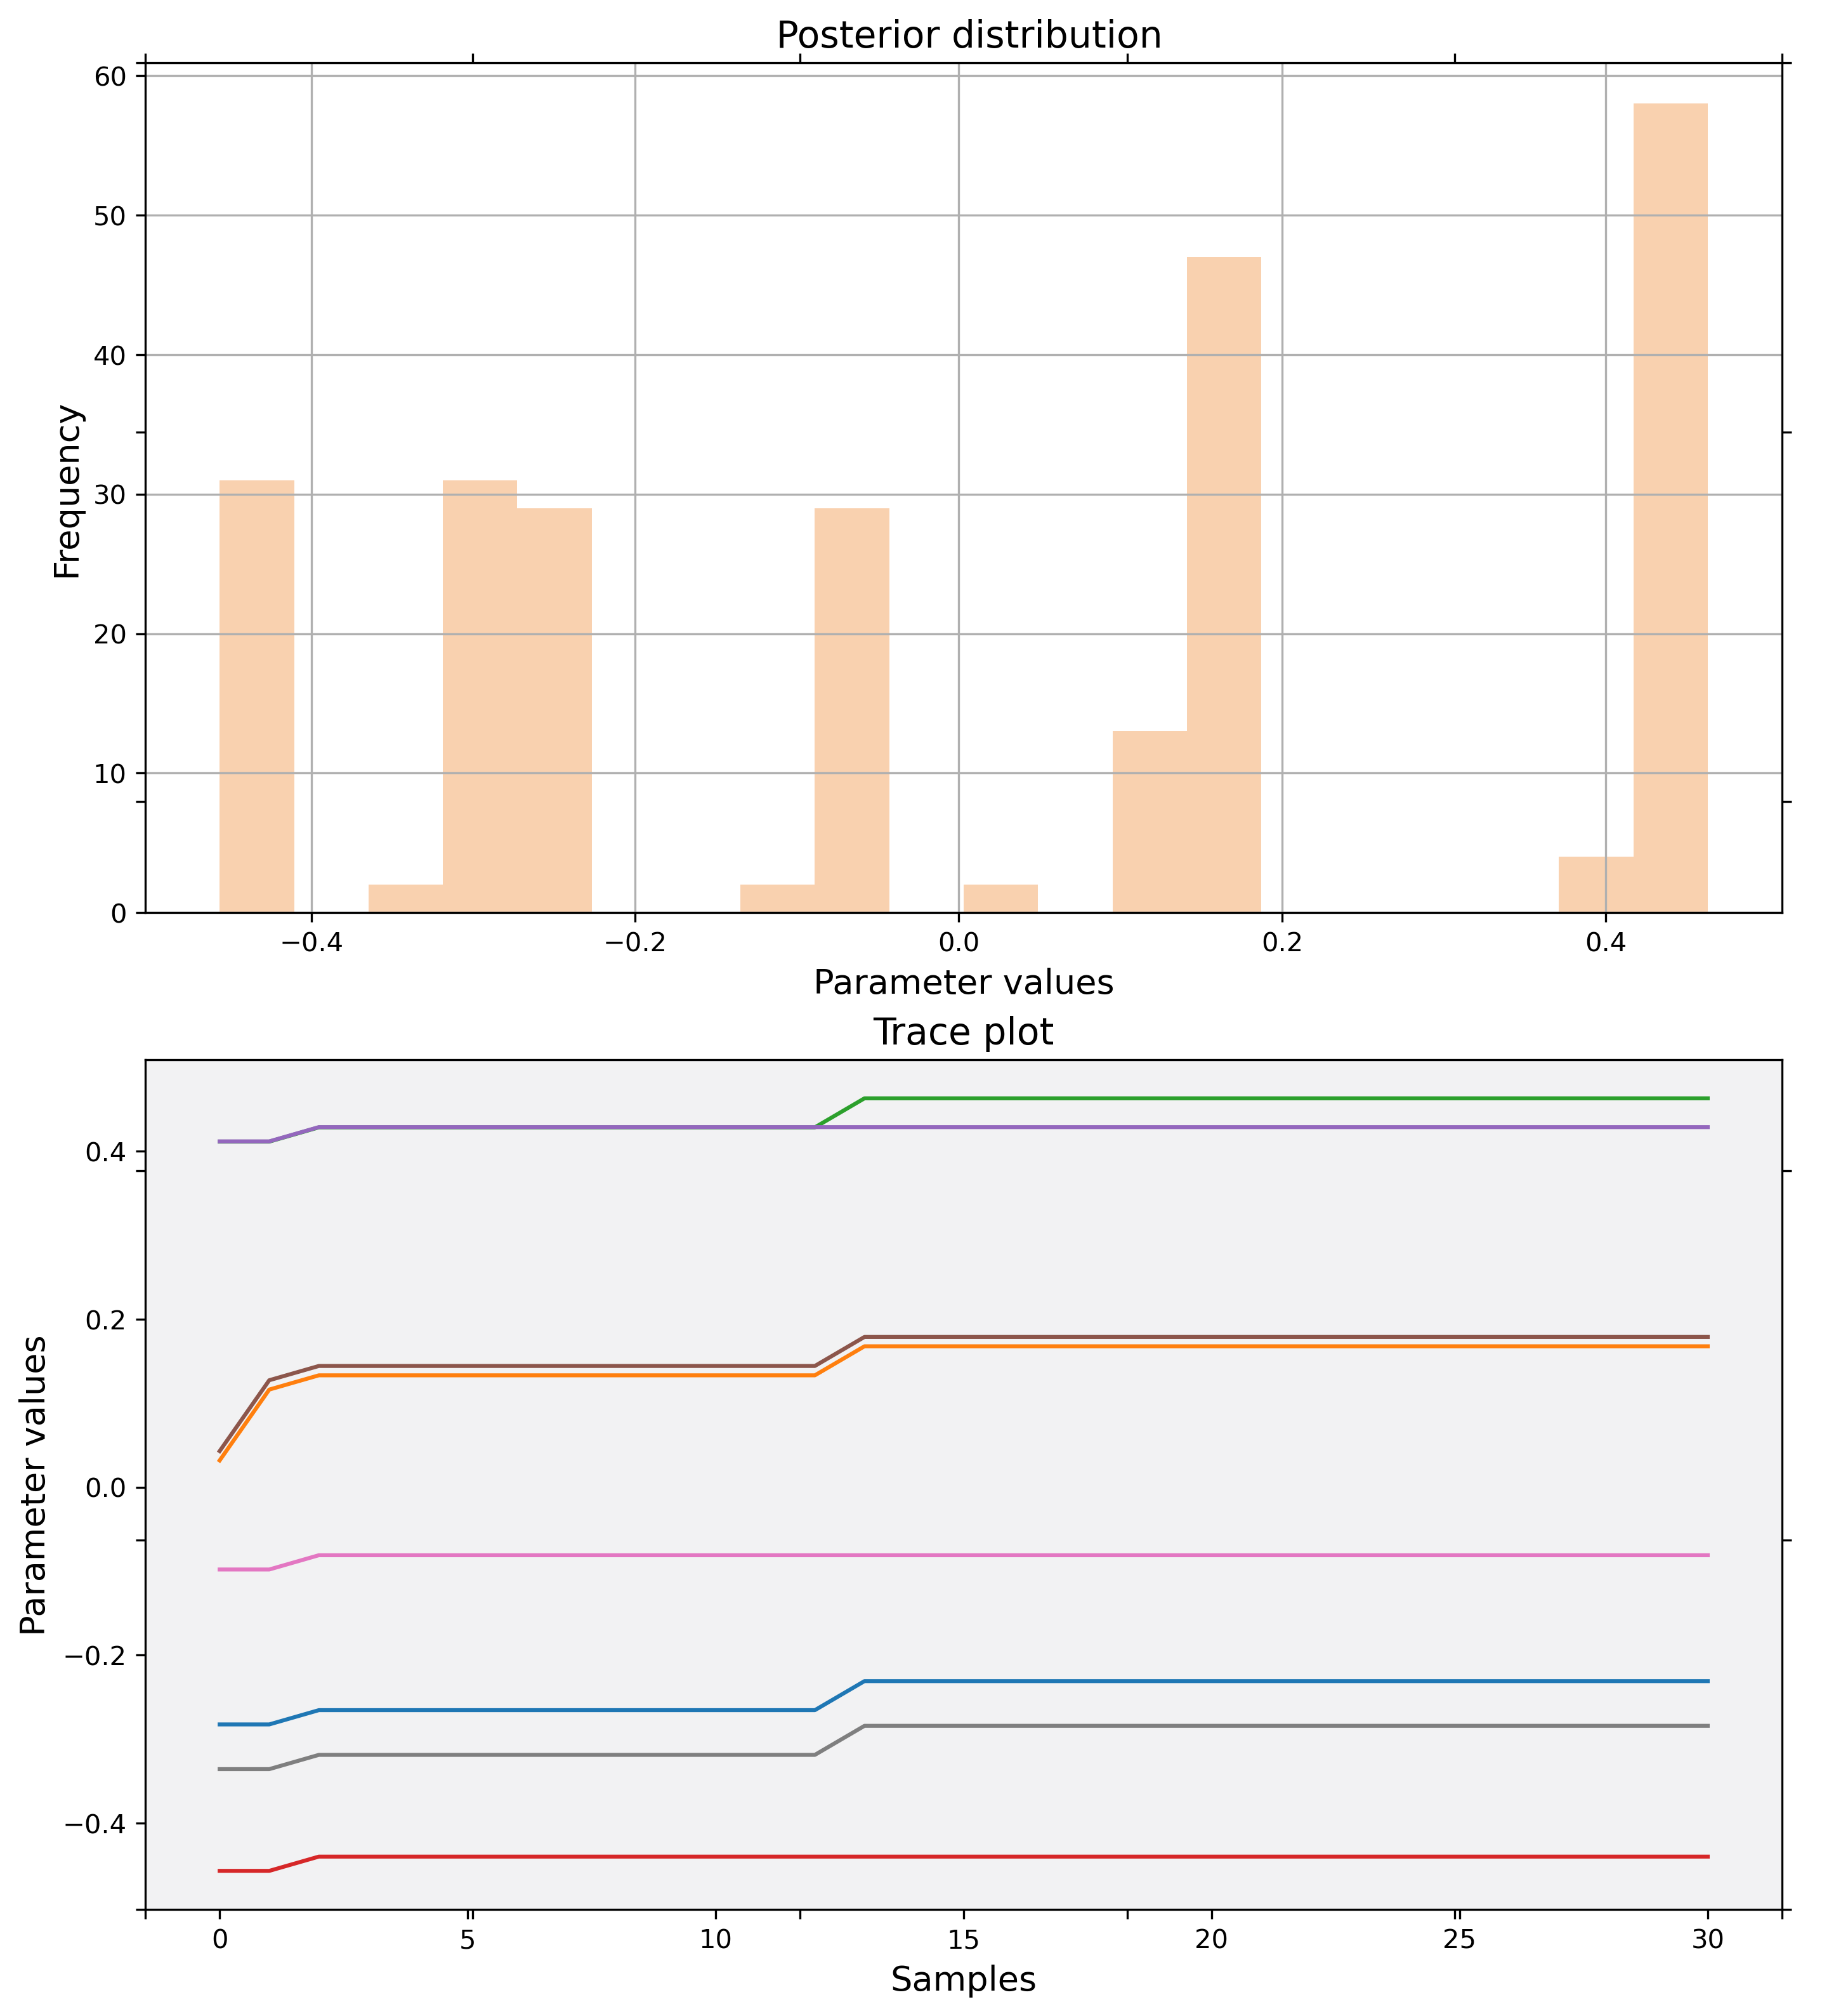 Posterior distribution
60
50
40
30
20
10
0
Frequency
−0.4 −0.2 0.0 0.2 0.4
Parameter values
Trace plot
0.4
0.2
0.0
−0.2
−0.4
Parameter values
0 5 10 15 20 25 30
Samples